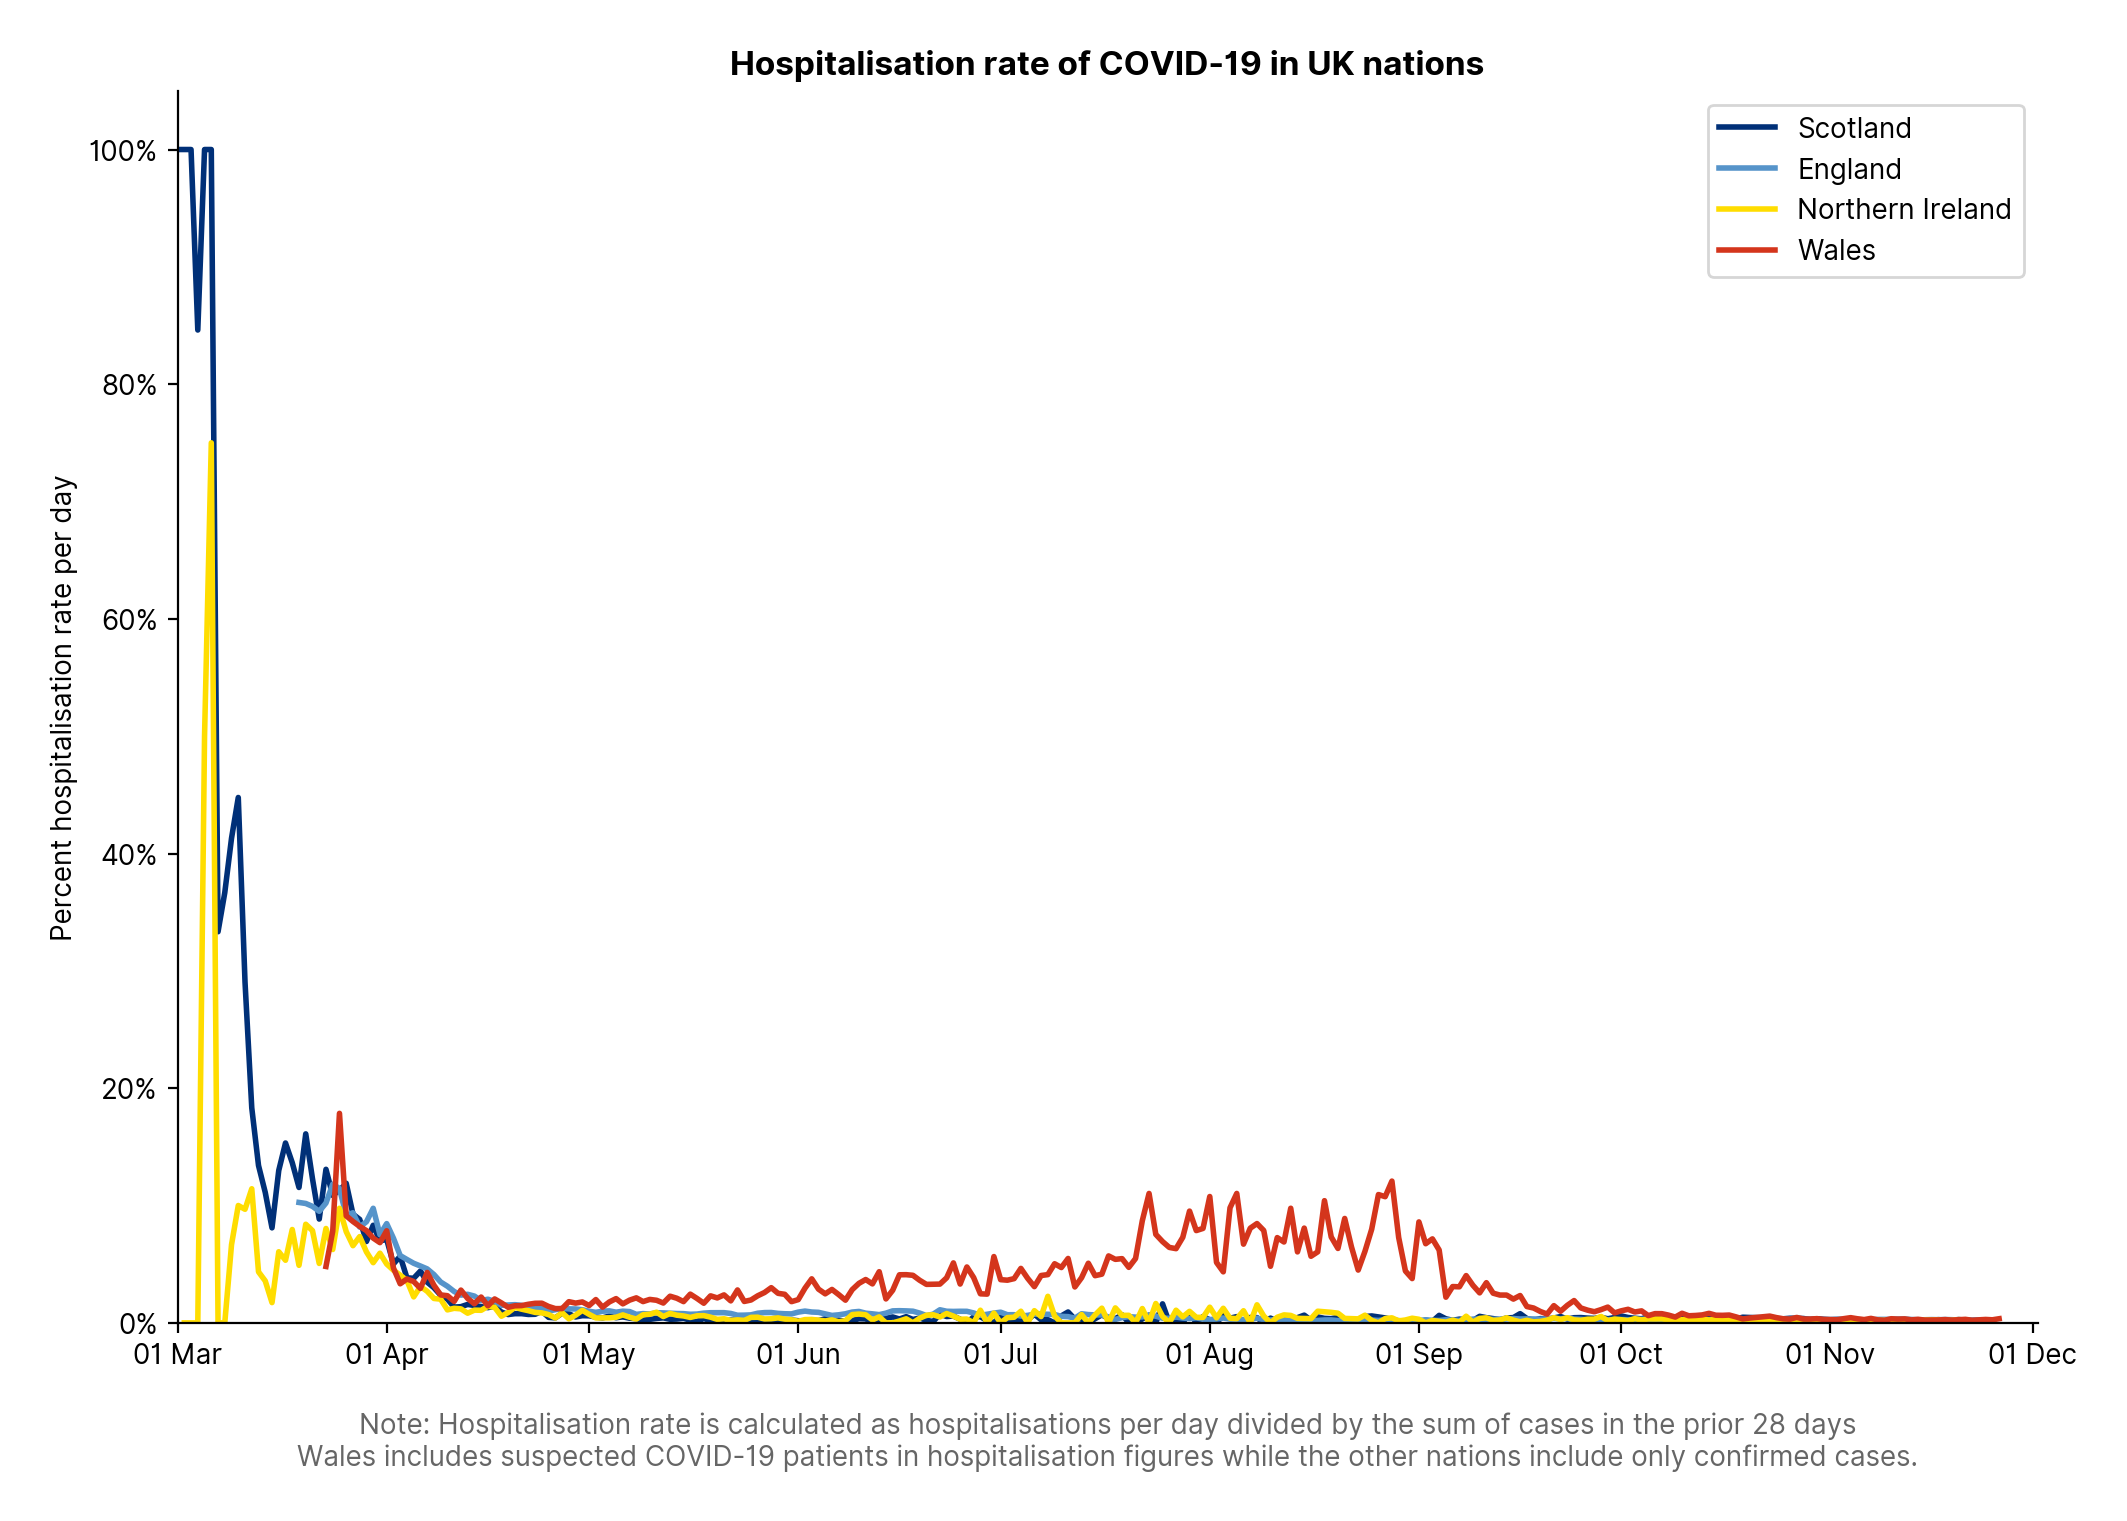 Hospitalisation rate of COVID-19 in UK nations
Scotland
England
Northern Ireland
Wales
Percent hospitalisation rate per day
100%
80%
60%
40%
20%
0%
01 Mar
01 Apr
01 May
01 Jun
01 Jul
01 Aug
01 Sep
01 Oct
01 Nov
01 Dec
Note: Hospitalisation rate is calculated as hospitalisations per day divided by the sum of cases in the prior 28 days
Wales includes suspected COVID-19 patients in hospitalisation figures while the other nations include only confirmed cases.